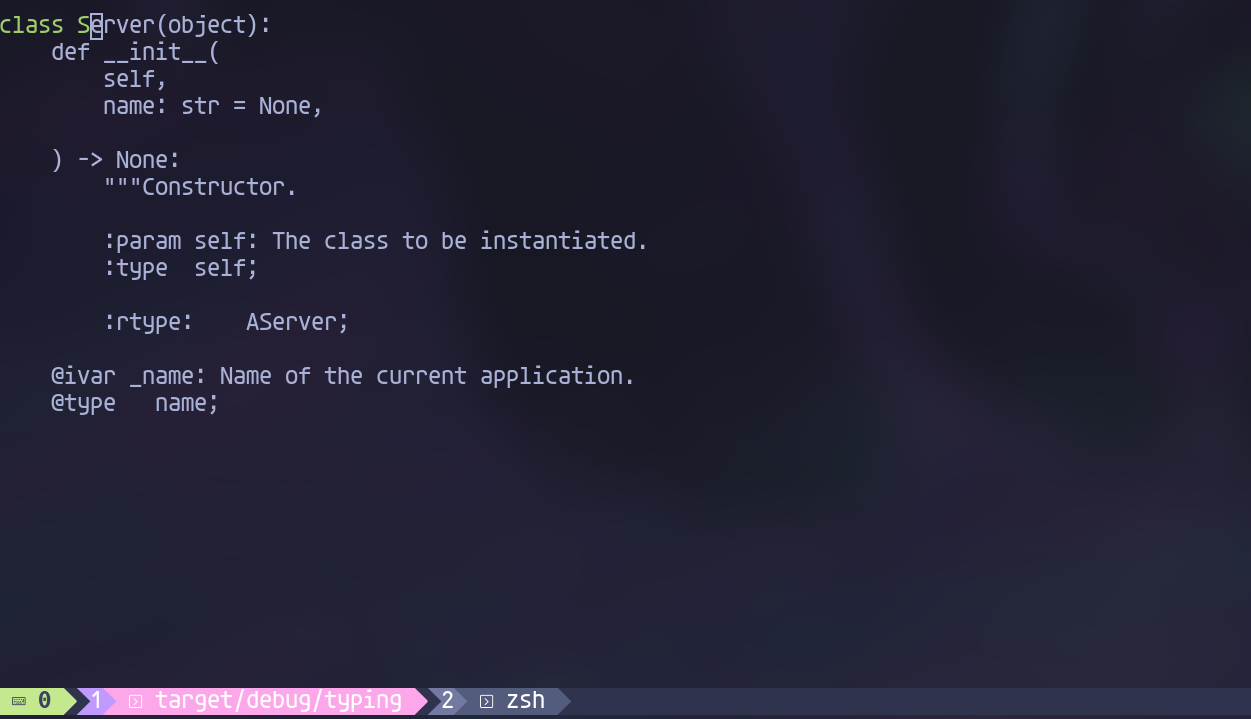 class Server(object):
    def __init__(
        self,
        name: str = None,

    ) -> None:
        """Constructor.

        :param self: The class to be instantiated.
        :type  self;

        :rtype:    AServer;

    @ivar _name: Name of the current application.
    @type   name;
0 1 target/debug/typing 2 zsh